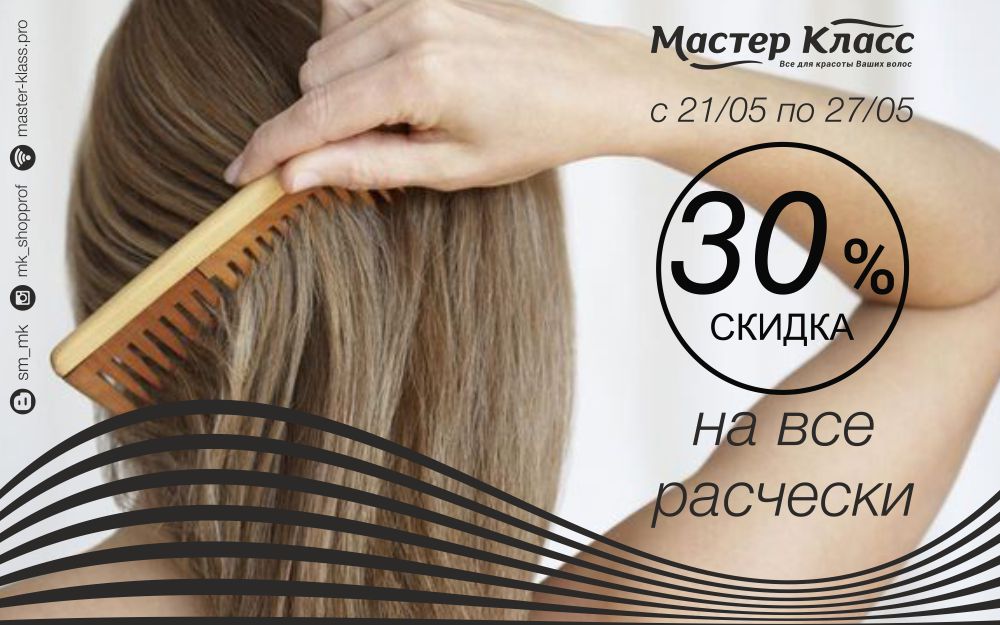 Мастер Класс
Все для красоты Ваших волос
с 21/05 по 27/05
30 %
СКИДКА
на все
расчески
master-klass.pro
mk_shopprof
sm_mk